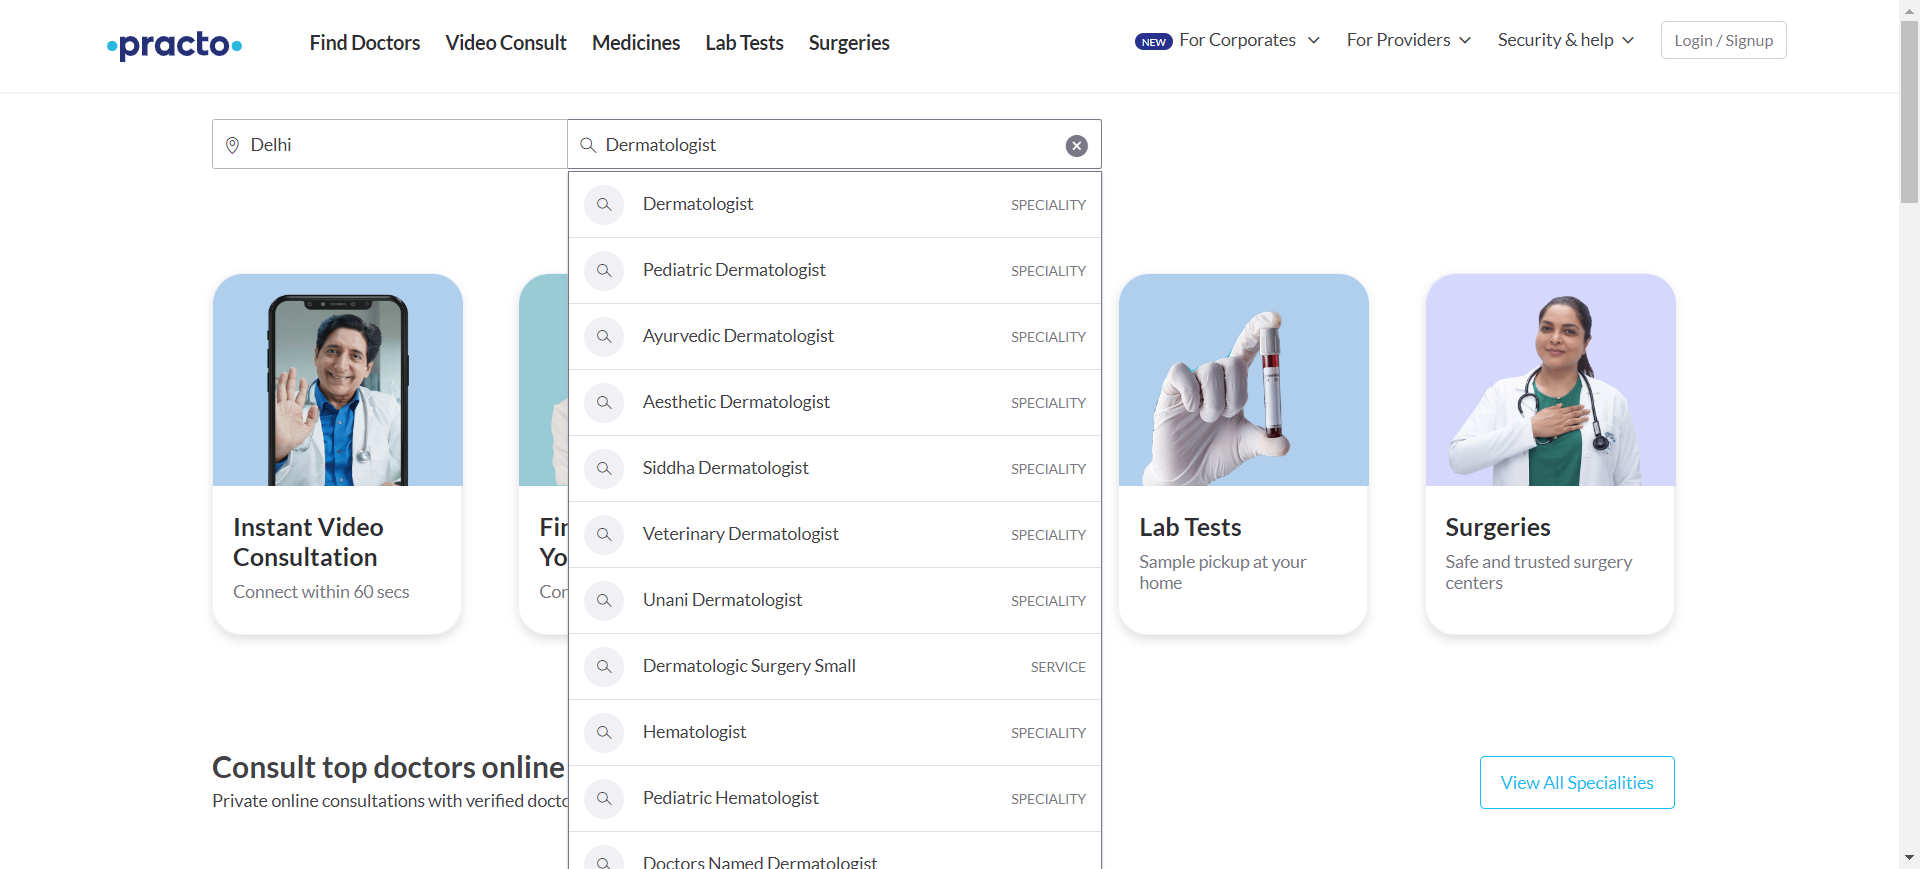 practo
Find Doctors
Video Consult
Medicines
Lab Tests
Surgeries
NEW For Corporates
For Providers
Security & help
Login / Signup
Delhi
Dermatologist
Dermatologist SPECIALITY
Pediatric Dermatologist SPECIALITY
Ayurvedic Dermatologist SPECIALITY
Aesthetic Dermatologist SPECIALITY
Siddha Dermatologist SPECIALITY
Veterinary Dermatologist SPECIALITY
Unani Dermatologist SPECIALITY
Dermatologic Surgery Small SERVICE
Hematologist SPECIALITY
Pediatric Hematologist SPECIALITY
Doctors Named Dermatologist
Instant Video
Consultation
Connect within 60 secs
Lab Tests
Sample pickup at your
home
Surgeries
Safe and trusted surgery
centers
Consult top doctors online
Private online consultations with verified
View All Specialities